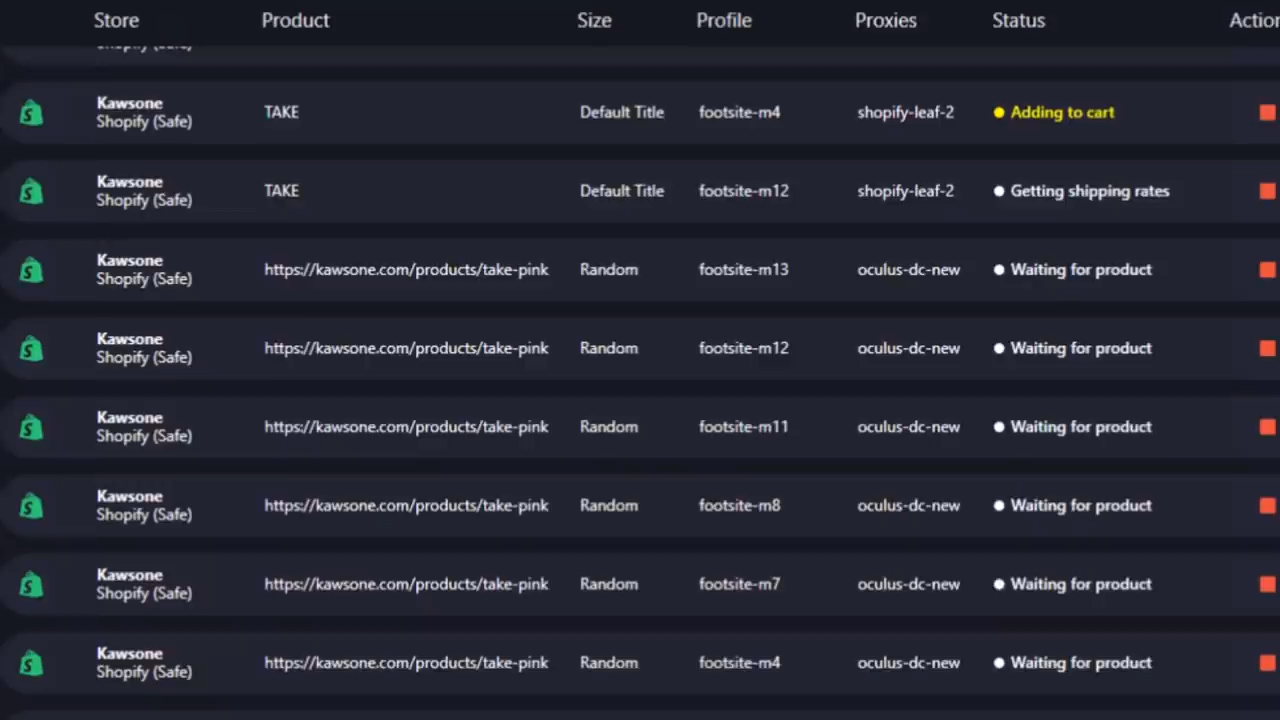 Store Product Size Profile Proxies Status Action
Shopify (Safe)
Kawsone
Shopify (Safe) TAKE Default Title footsite-m4 shopify-leaf-2 Adding to cart
Kawsone
Shopify (Safe) TAKE Default Title footsite-m12 shopify-leaf-2 Getting shipping rates
Kawsone
Shopify (Safe) https://kawsone.com/products/take-pink Random footsite-m13 oculus-dc-new Waiting for product
Kawsone
Shopify (Safe) https://kawsone.com/products/take-pink Random footsite-m12 oculus-dc-new Waiting for product
Kawsone
Shopify (Safe) https://kawsone.com/products/take-pink Random footsite-m11 oculus-dc-new Waiting for product
Kawsone
Shopify (Safe) https://kawsone.com/products/take-pink Random footsite-m8 oculus-dc-new Waiting for product
Kawsone
Shopify (Safe) https://kawsone.com/products/take-pink Random footsite-m7 oculus-dc-new Waiting for product
Kawsone
Shopify (Safe) https://kawsone.com/products/take-pink Random footsite-m4 oculus-dc-new Waiting for product